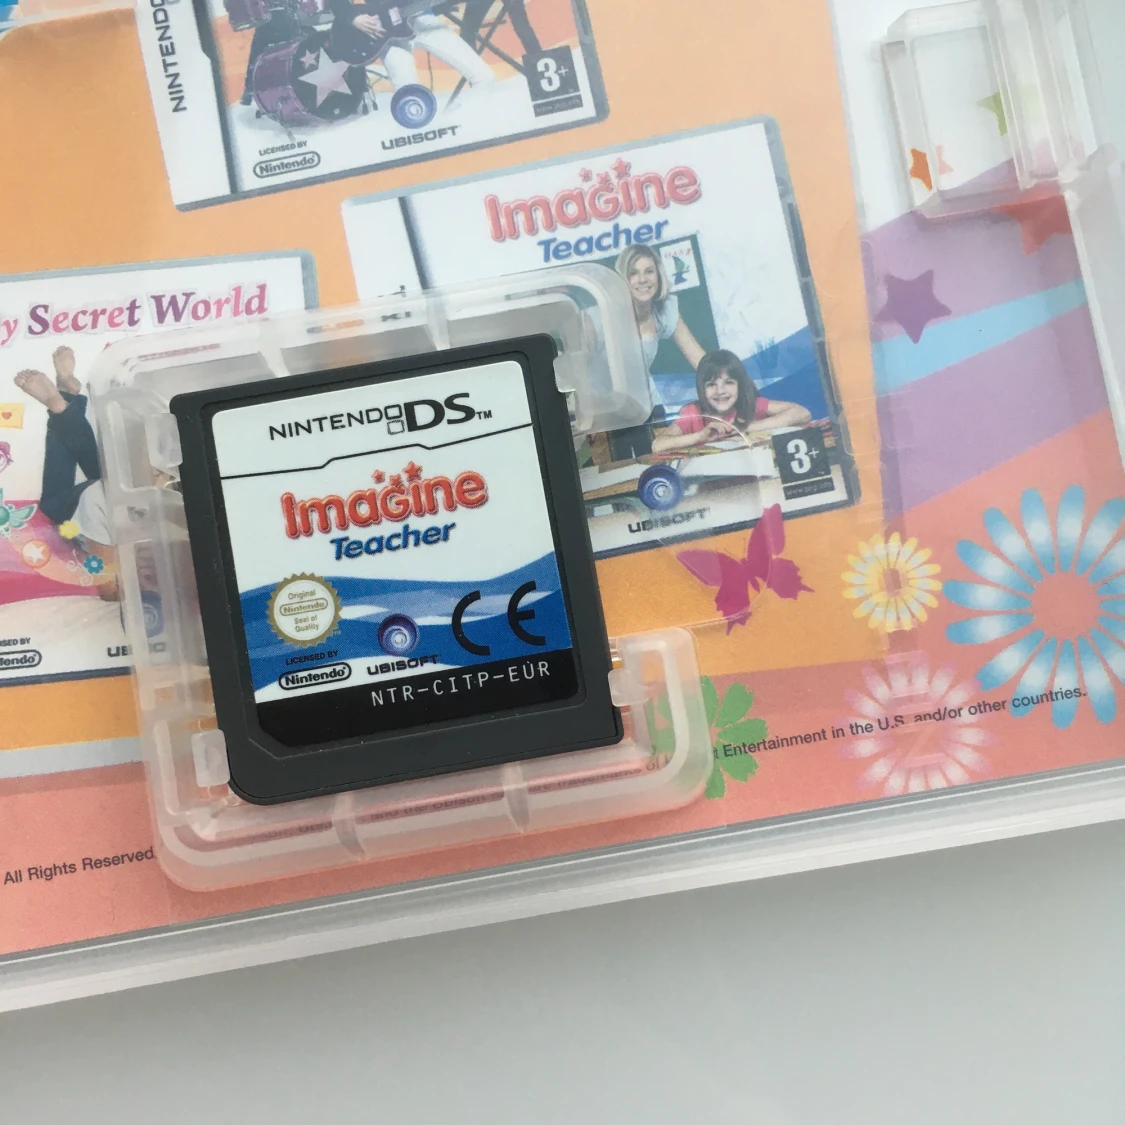 NINTENDO
3+
UBISOFT
LICENSED BY
Nintendo
Imagine
Teacher
Secret World
3+
UBISOFT
NINTENDO DS™
Imagine
Teacher
Original
Nintendo
Seal of
Quality
CE
LICENSED BY
Nintendo
UBISOFT
NTR-CITP-EUR
Entertainment in the U.S. and/or other countries.
All Rights Reserved.